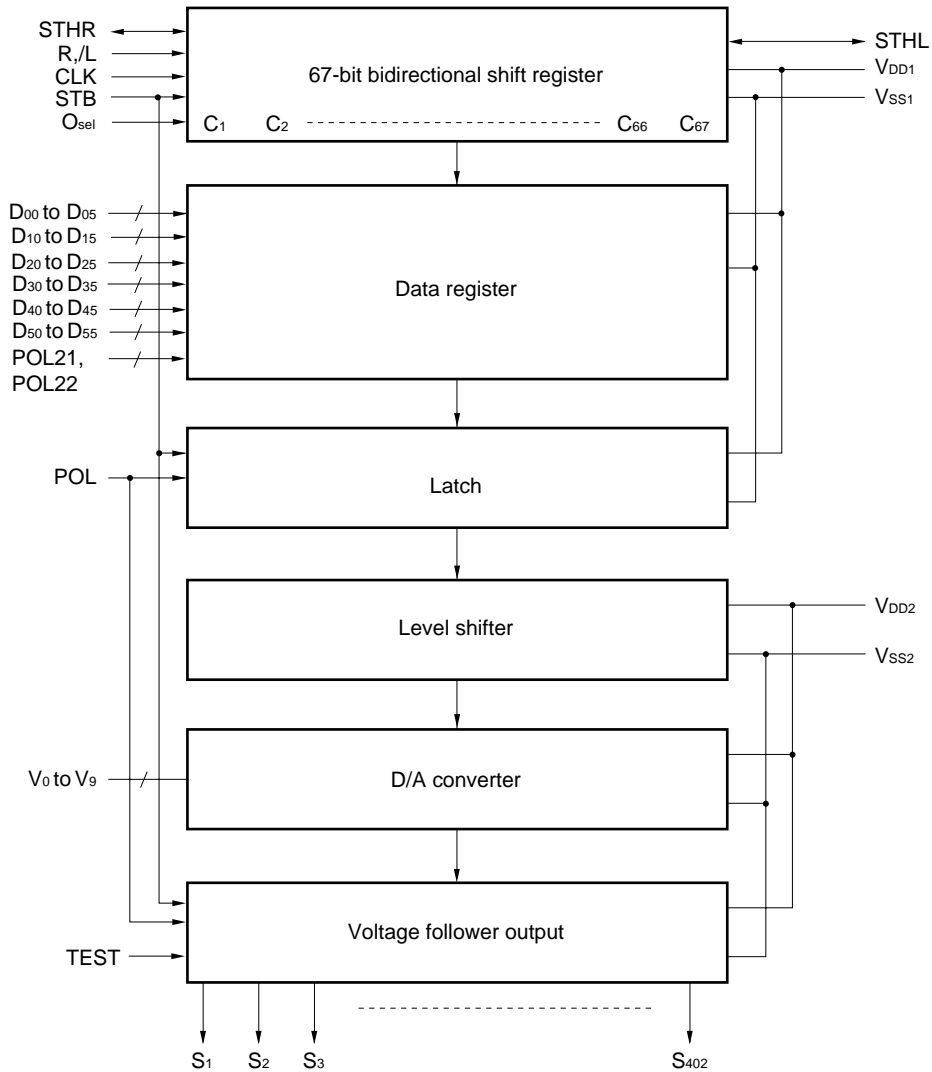 STHR
R,/L
CLK
STB
Osel
67-bit bidirectional shift register
C1 C2 C66 C67
STHL
VDD1
VSS1
D00 to D05
D10 to D15
D20 to D25
D30 to D35
D40 to D45
D50 to D55
POL21,
POL22
Data register
POL
Latch
Level shifter
VDD2
VSS2
V0 to V9
D/A converter
Voltage follower output
TEST
S1 S2 S3 S402